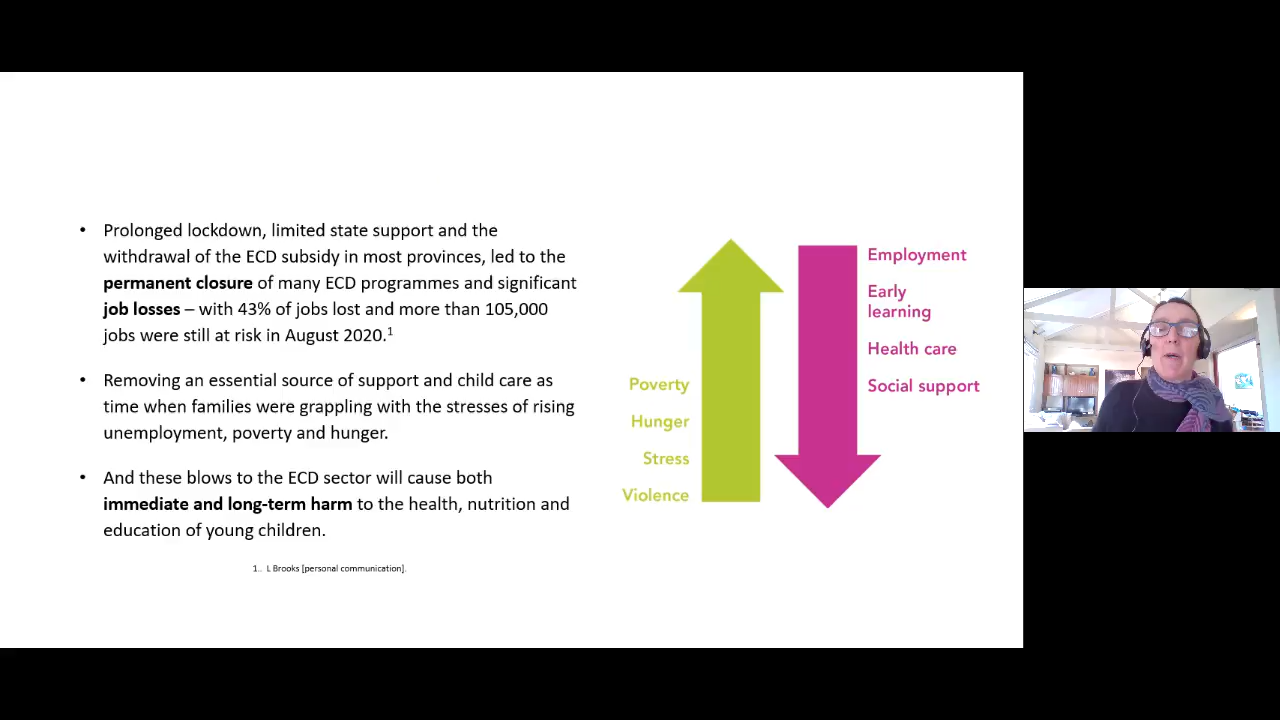 • Prolonged lockdown, limited state support and the
withdrawal of the ECD subsidy in most provinces, led to the
permanent closure of many ECD programmes and significant
job losses – with 43% of jobs lost and more than 105,000
jobs were still at risk in August 2020.1
• Removing an essential source of support and child care as
time when families were grappling with the stresses of rising
unemployment, poverty and hunger.
• And these blows to the ECD sector will cause both
immediate and long-term harm to the health, nutrition and
education of young children.
1.. L Brooks [personal communication].
Poverty
Hunger
Stress
Violence
Employment
Early
learning
Health care
Social support